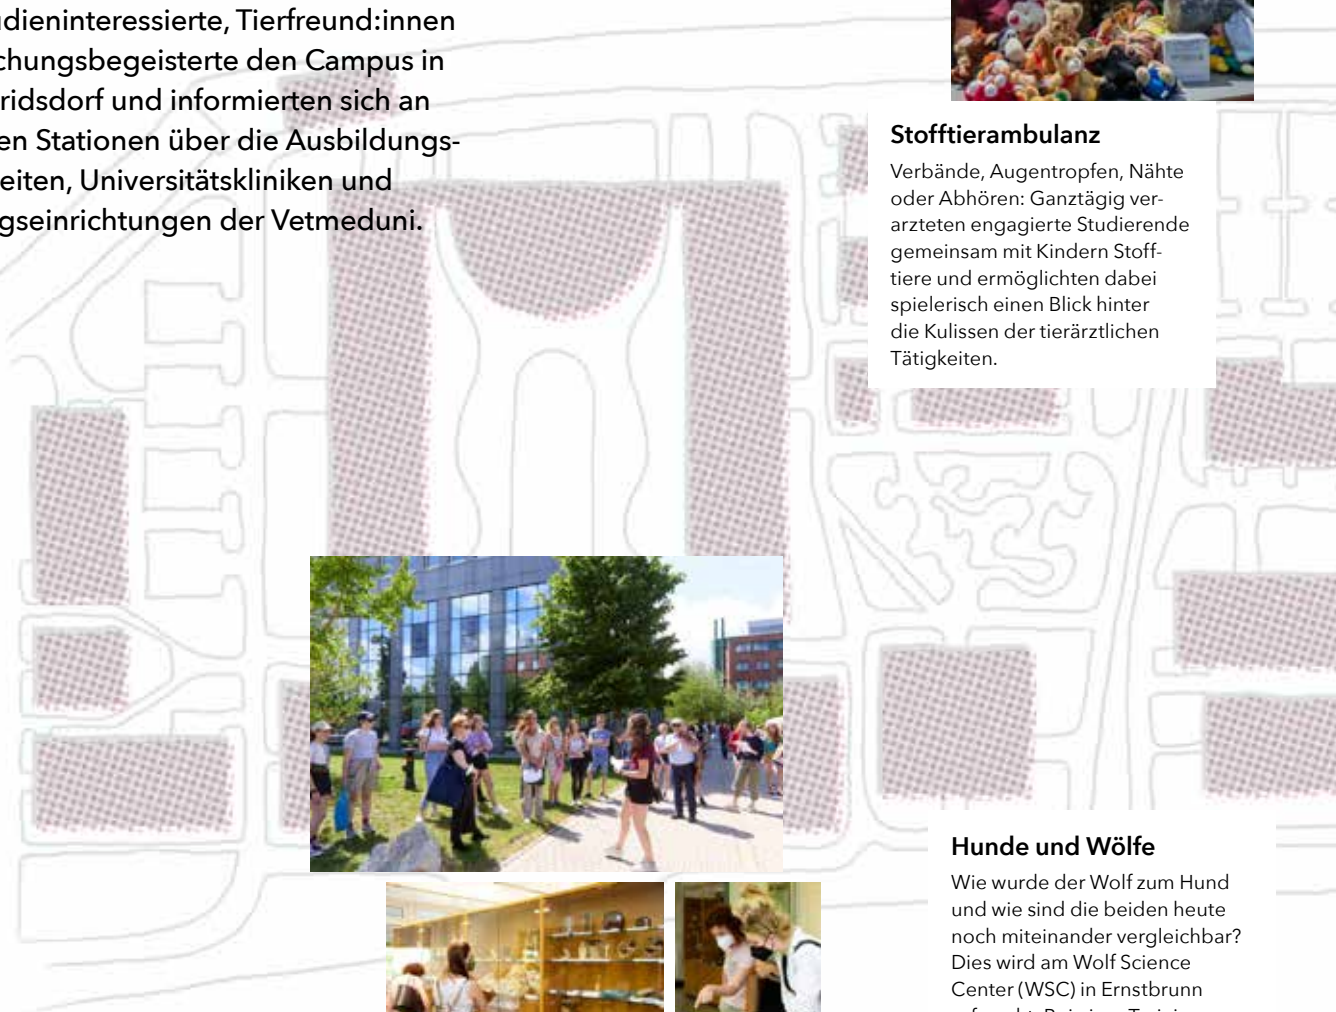 dieninteressierte, Tierfreund:innen
chungsbegeisterte den Campus in
ridsdorf und informierten sich an
en Stationen über die Ausbildungs-
eiten, Universitätskliniken und
gseinrichtungen der Vetmeduni.
Stofftierambulanz
Verbände, Augentropfen, Nähte
oder Abhören: Ganztägig ver-
arzteten engagierte Studierende
gemeinsam mit Kindern Stoff-
tiere und ermöglichten dabei
spielerisch einen Blick hinter
die Kulissen der tierärztlichen
Tätigkeiten.
Hunde und Wölfe
Wie wurde der Wolf zum Hund
und wie sind die beiden heute
noch miteinander vergleichbar?
Dies wird am Wolf Science
Center (WSC) in Ernstbrunn